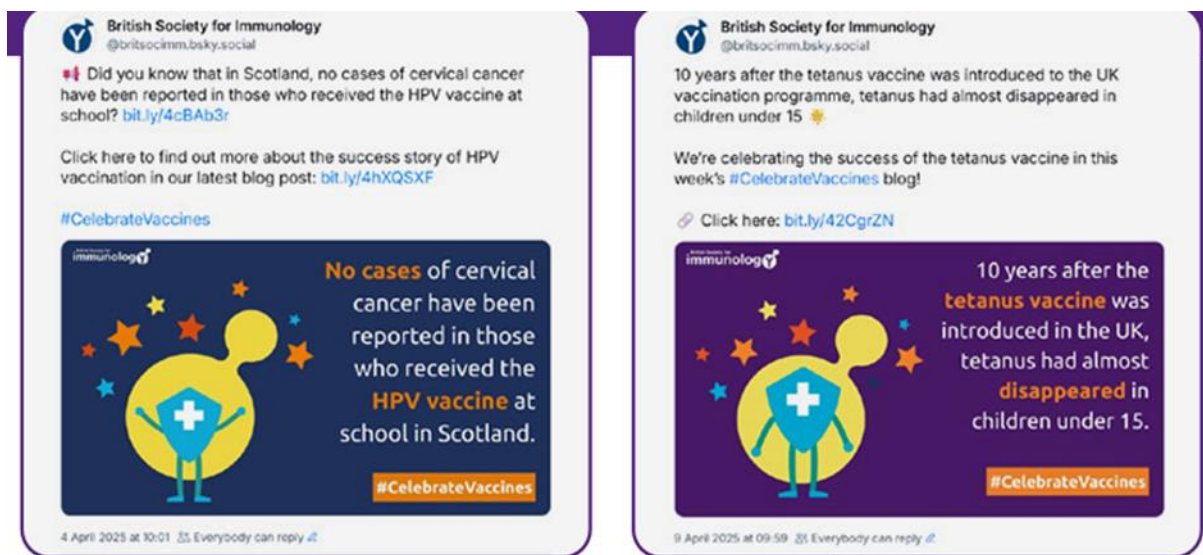 British Society for Immunology
@britsocimm.bsky.social
Did you know that in Scotland, no cases of cervical cancer
have been reported in those who received the HPV vaccine at
school? bit.ly/4cBAb3r
Click here to find out more about the success story of HPV
vaccination in our latest blog post: bit.ly/4hXQSXF
#CelebrateVaccines
British Society for
immunology
No cases of cervical
cancer have been
reported in those
who received the
HPV vaccine at
school in Scotland.
#CelebrateVaccines
4 April 2025 at 10:01 Everybody can reply
British Society for Immunology
@britsocimm.bsky.social
10 years after the tetanus vaccine was introduced to the UK
vaccination programme, tetanus had almost disappeared in
children under 15
We're celebrating the success of the tetanus vaccine in this
week's #CelebrateVaccines blog!
Click here: bit.ly/42CgrZN
British Society for
immunology
10 years after the
tetanus vaccine was
introduced in the UK,
tetanus had almost
disappeared in
children under 15.
#CelebrateVaccines
9 April 2025 at 09:59 Everybody can reply